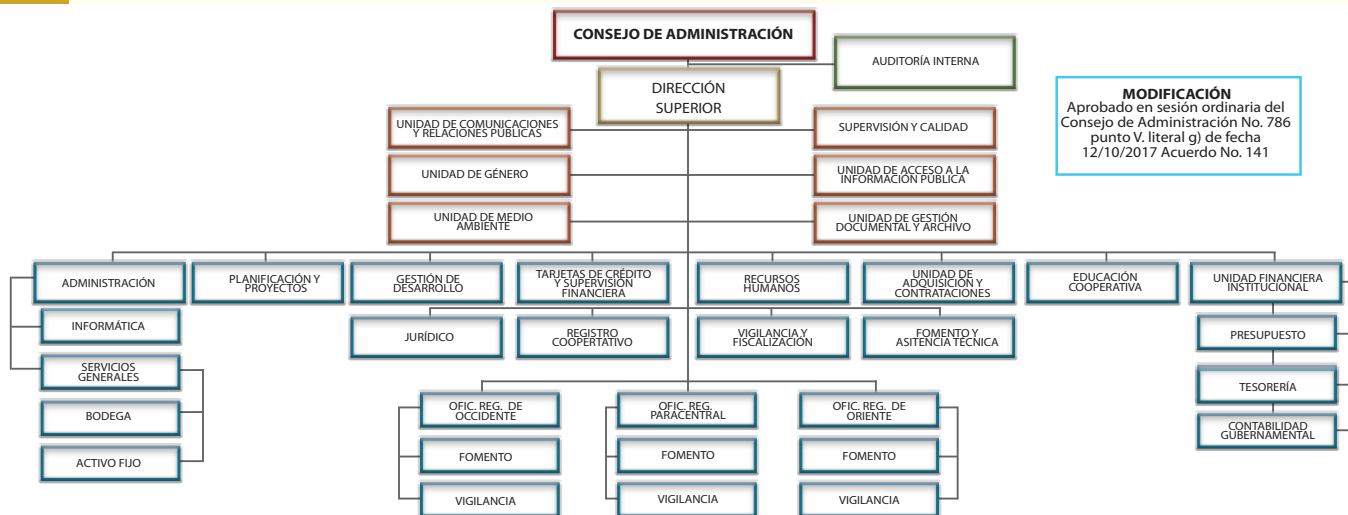 CONSEJO DE ADMINISTRACIÓN
AUDITORÍA INTERNA
DIRECCIÓN
SUPERIOR
MODIFICACIÓN
Aprobado en sesión ordinaria del
Consejo de Administración No. 786
punto V. literal g) de fecha
12/10/2017 Acuerdo No. 141
UNIDAD DE COMUNICACIONES
Y RELACIONES PÚBLICAS
SUPERVISIÓN Y CALIDAD
UNIDAD DE GÉNERO
UNIDAD DE ACCESO A LA
INFORMACIÓN PÚBLICA
UNIDAD DE MEDIO
AMBIENTE
UNIDAD DE GESTIÓN
DOCUMENTAL Y ARCHIVO
ADMINISTRACIÓN
PLANIFICACIÓN Y
PROYECTOS
GESTIÓN DE
DESARROLLO
TARJETAS DE CRÉDITO
Y SUPERVISIÓN
FINANCIERA
RECURSOS
HUMANOS
UNIDAD DE
ADQUISICIÓN Y
CONTRATACIONES
EDUCACIÓN
COOPERATIVA
UNIDAD FINANCIERA
INSTITUCIONAL
INFORMÁTICA
JURÍDICO
REGISTRO
COOPERTATIVO
VIGILANCIA Y
FISCALIZACIÓN
FOMENTO Y
ASITENCIA TÉCNICA
PRESUPUESTO
SERVICIOS
GENERALES
TESORERÍA
BODEGA
OFIC. REG. DE
OCCIDENTE
OFIC. REG.
PARACENTRAL
OFIC. REG. DE
ORIENTE
CONTABILIDAD
GUBERNAMENTAL
ACTIVO FIJO
FOMENTO
FOMENTO
FOMENTO
VIGILANCIA
VIGILANCIA
VIGILANCIA